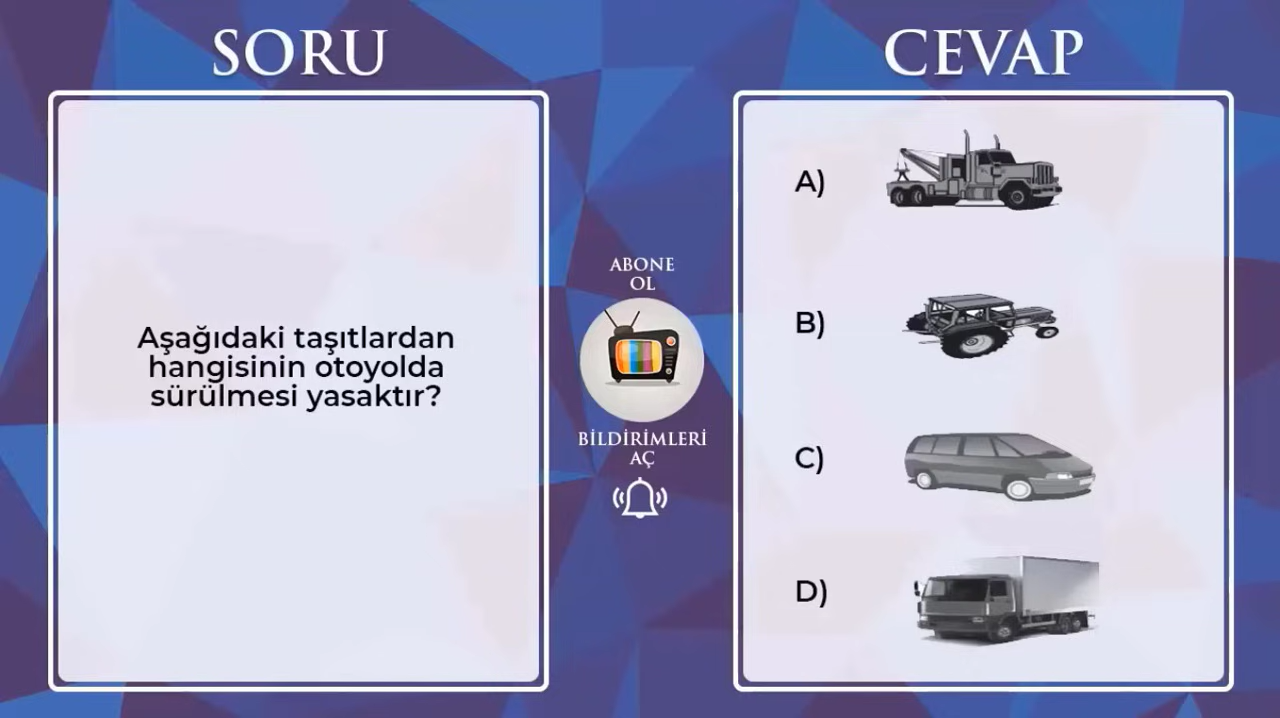 SORU
Aşağıdaki taşıtlardan
hangisinin otoyolda
sürülmesi yasaktır?
ABONE
OL
BİLDİRİMLERİ
AÇ
CEVAP
A)
B)
C)
D)